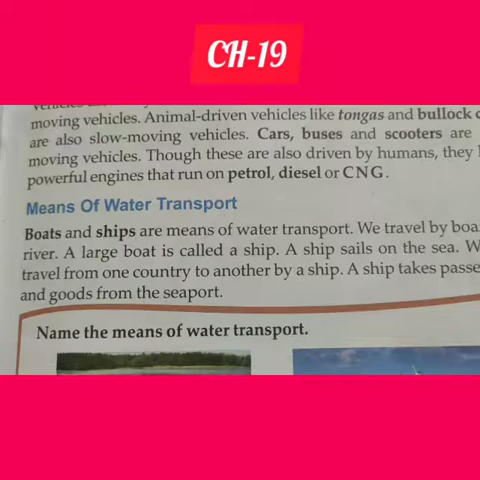 CH-19
moving vehicles. Animal-driven vehicles like tongas and bullock
are also slow-moving vehicles. Cars, buses and scooters are
moving vehicles. Though these are also driven by humans, they
powerful engines that run on petrol, diesel or CNG.
Means Of Water Transport
Boats and ships are means of water transport. We travel by
river. A large boat is called a ship. A ship sails on the sea.
travel from one country to another by a ship. A ship takes
and goods from the seaport.
Name the means of water transport.